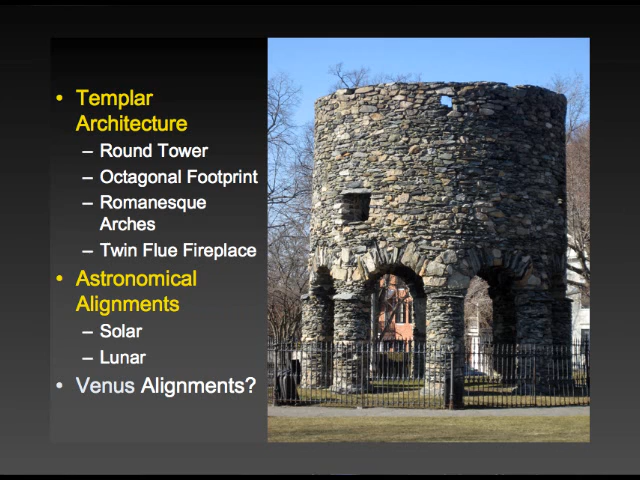 • Templar
Architecture
– Round Tower
– Octagonal Footprint
– Romanesque
Arches
– Twin Flue Fireplace
• Astronomical
Alignments
– Solar
– Lunar
• Venus Alignments?